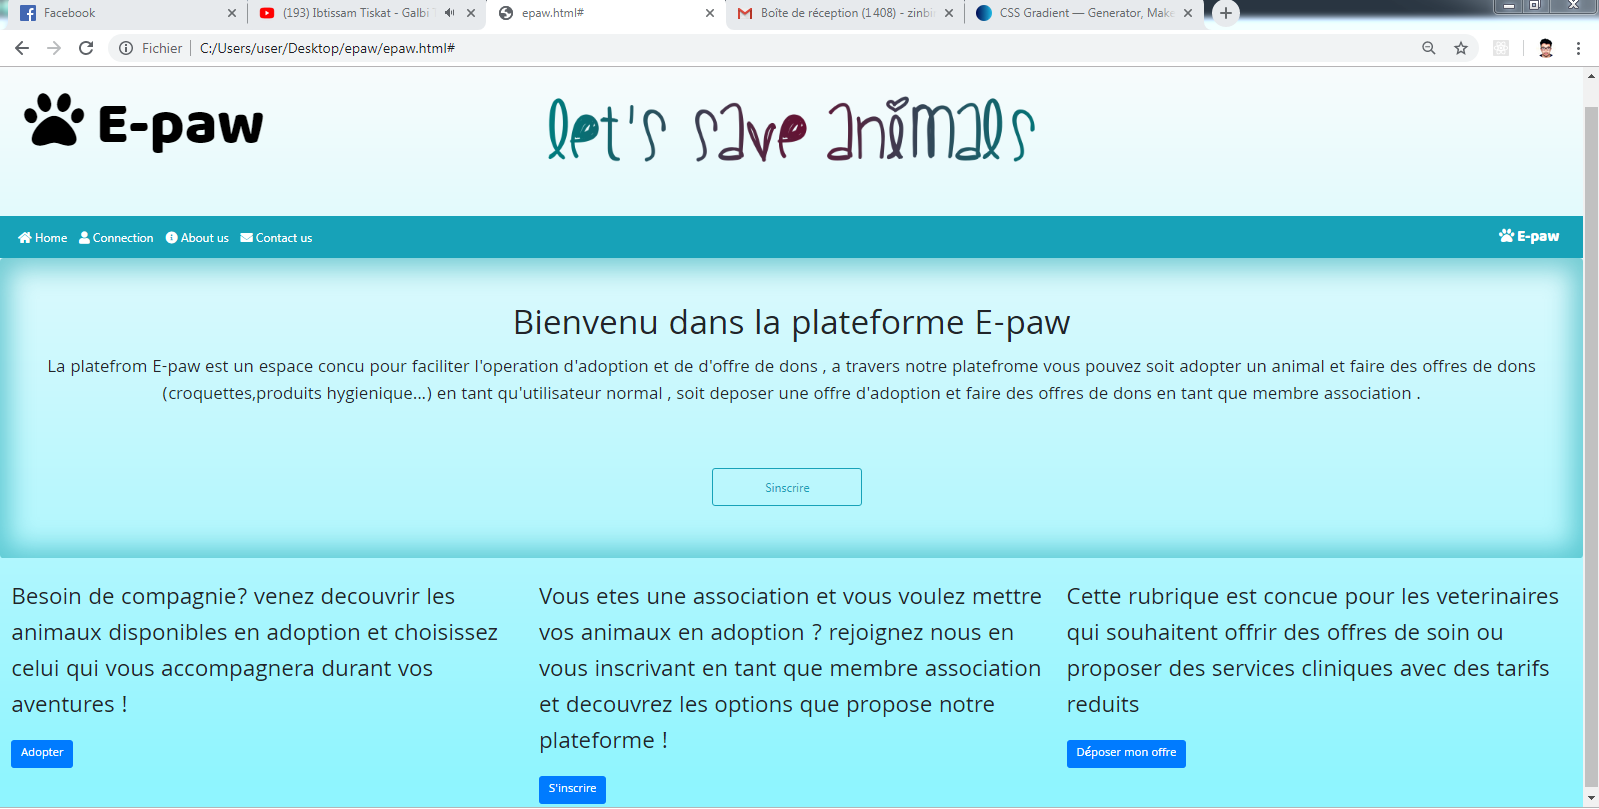 Facebook
(193) Ibtissam Tiskat - Galbi
epaw.html#
Boîte de réception (1 408) - zinbi
CSS Gradient — Generator, Make
Fichier
C:/Users/user/Desktop/epaw/epaw.html#
E-paw
let's save animals
Home Connection About us Contact us
E-paw
Bienvenu dans la plateforme E-paw
La platefrom E-paw est un espace concu pour faciliter l'operation d'adoption et de d'offre de dons , a travers notre platefrome vous pouvez soit adopter un animal et faire des offres de dons
(croquettes,produits hygienique...) en tant qu'utilisateur normal , soit deposer une offre d'adoption et faire des offres de dons en tant que membre association .
Sinscrire
Besoin de compagnie? venez decouvrir les
animaux disponibles en adoption et choisissez
celui qui vous accompagnera durant vos
aventures !
Adopter
Vous etes une association et vous voulez mettre
vos animaux en adoption ? rejoignez nous en
vous inscrivant en tant que membre association
et decouvrez les options que propose notre
plateforme !
S'inscrire
Cette rubrique est concue pour les veterinaires
qui souhaitent offrir des offres de soin ou
proposer des services cliniques avec des tarifs
reduits
Déposer mon offre